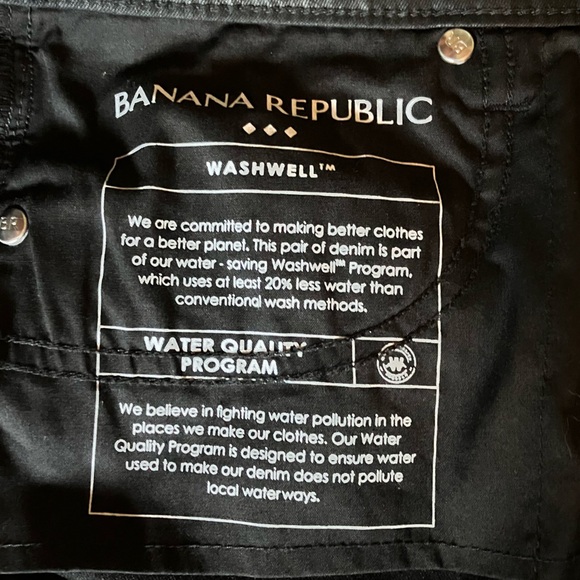 BANANA REPUBLIC
WASHWELL™
We are committed to making better clothes
for a better planet. This pair of denim is part
of our water - saving Washwell™ Program,
which uses at least 20% less water than
conventional wash methods.
WATER QUALITY
PROGRAM
We believe in fighting water pollution in the
places we make our clothes. Our Water
Quality Program is designed to ensure water
used to make our denim does not pollute
local waterways.